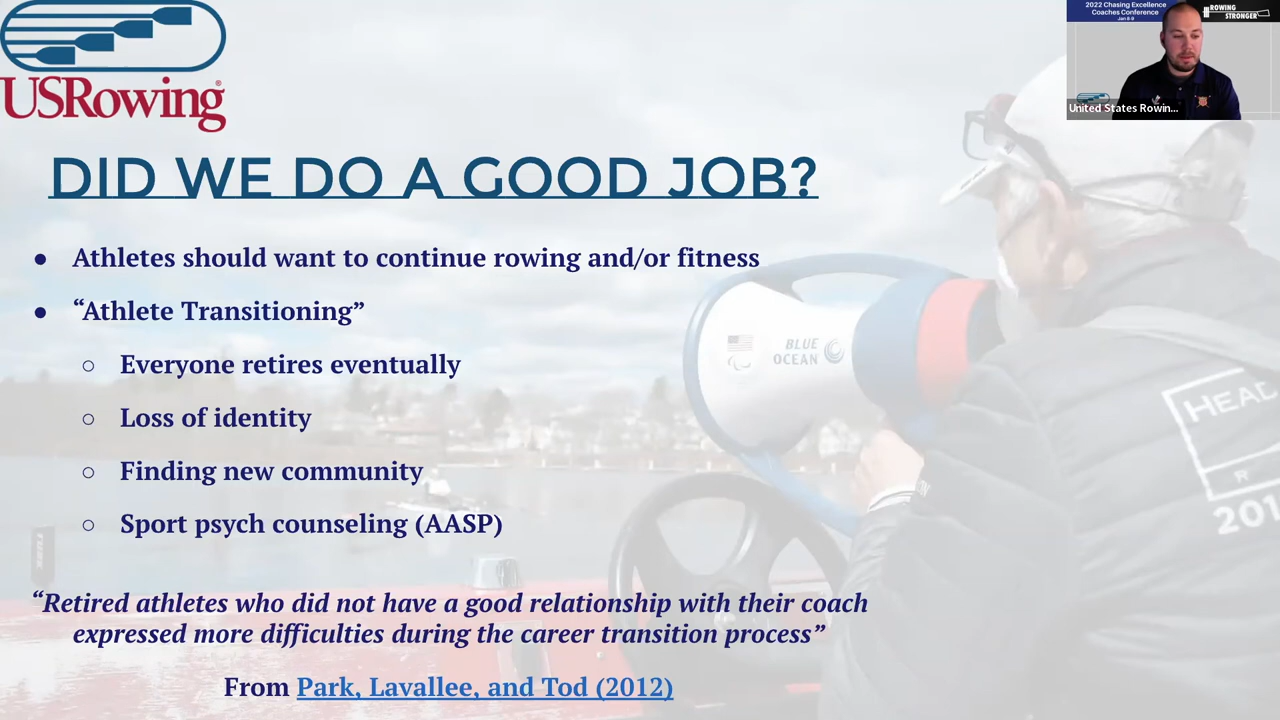 USRowing®
2022 Chasing Excellence
Coaches Conference
Jan 8-9
ROWING
STRONGER
United States Rowin...
DID WE DO A GOOD JOB?
● Athletes should want to continue rowing and/or fitness
● “Athlete Transitioning”
○ Everyone retires eventually
○ Loss of identity
○ Finding new community
○ Sport psych counseling (AASP)
BLUE
OCEAN
HEAD
R
201
“Retired athletes who did not have a good relationship with their coach
expressed more difficulties during the career transition process”
From Park, Lavallee, and Tod (2012)